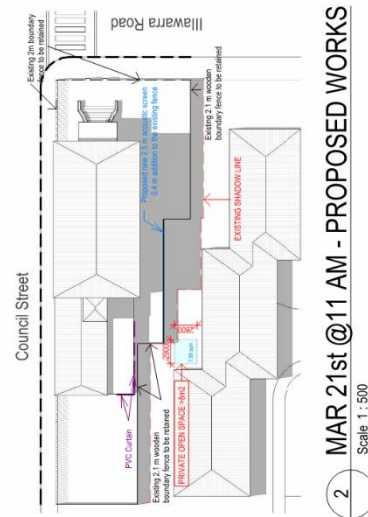 Council Street
Illawarra Road
Existing 2m boundary
fence to be retained
Proposed new 2.5 m acoustic screen
0.4 m addition to the existing fence
Existing 2.1 m wooden
boundary fence to be retained
EXISTING SHADOW LINE
PVC Curtain
Existing 2.1 m wooden
boundary fence to be retained
2900
2800
PRIVATE OPEN SPACE >8m2
2
MAR 21st @11 AM - PROPOSED WORKS
Scale 1 : 500